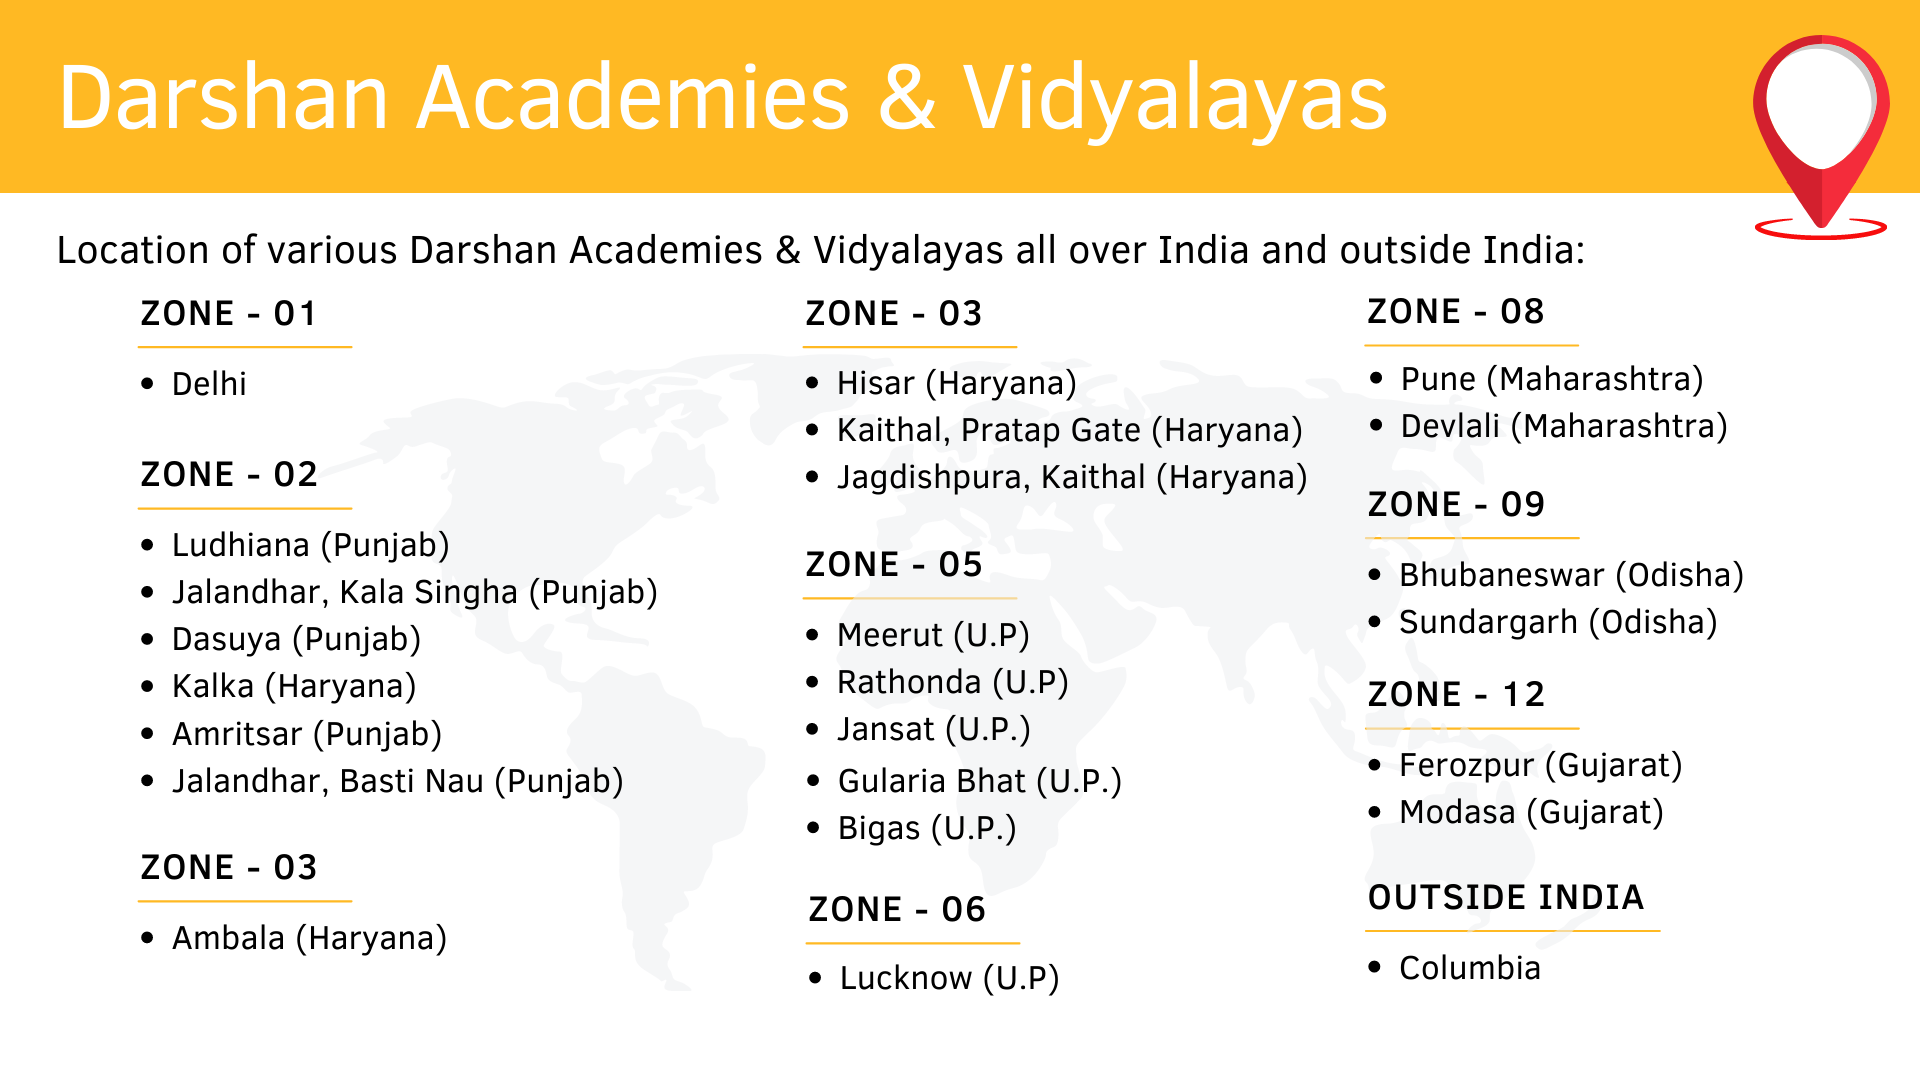 Darshan Academies & Vidyalayas
Location of various Darshan Academies & Vidyalayas all over India and outside India:
ZONE - 01
• Delhi
ZONE - 02
• Ludhiana (Punjab)
• Jalandhar, Kala Singha (Punjab)
• Dasuya (Punjab)
• Kalka (Haryana)
• Amritsar (Punjab)
• Jalandhar, Basti Nau (Punjab)
ZONE - 03
• Ambala (Haryana)
ZONE - 03
• Hisar (Haryana)
• Kaithal, Pratap Gate (Haryana)
• Jagdishpura, Kaithal (Haryana)
ZONE - 05
• Meerut (U.P)
• Rathonda (U.P)
• Jansat (U.P.)
• Gularia Bhat (U.P.)
• Bigas (U.P.)
ZONE - 06
• Lucknow (U.P)
ZONE - 08
• Pune (Maharashtra)
• Devlali (Maharashtra)
ZONE - 09
• Bhubaneswar (Odisha)
• Sundargarh (Odisha)
ZONE - 12
• Ferozpur (Gujarat)
• Modasa (Gujarat)
OUTSIDE INDIA
• Columbia